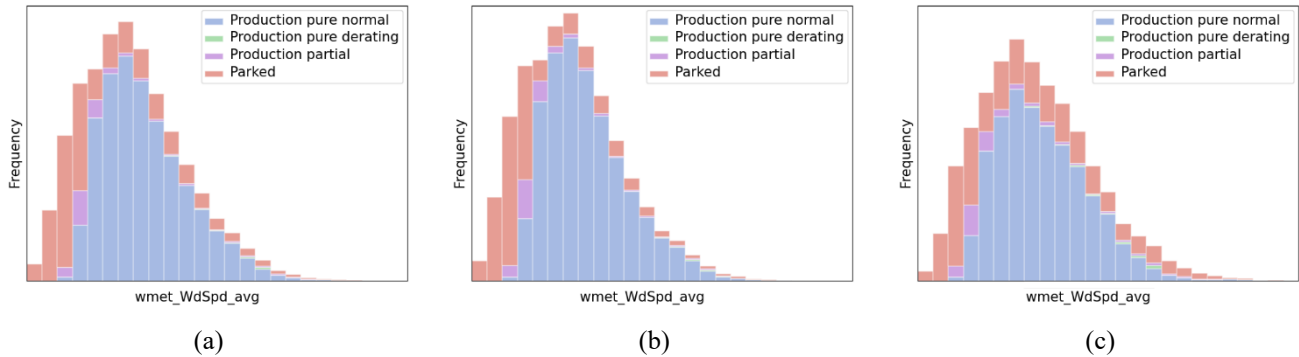 Production pure normal
Production pure derating
Production partial
Parked
Frequency
wmet_WdSpd_avg
(a)
Production pure normal
Production pure derating
Production partial
Parked
Frequency
wmet_WdSpd_avg
(b)
Production pure normal
Production pure derating
Production partial
Parked
Frequency
wmet_WdSpd_avg
(c)